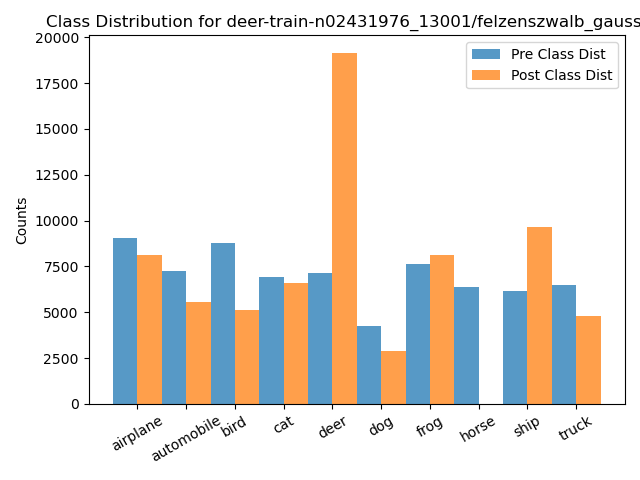 Class Distribution for deer-train-n02431976_13001/felzenszwalb_gauss
Pre Class Dist
Post Class Dist
Counts
20000
17500
15000
12500
10000
7500
5000
2500
0
airplane
automobile
bird
cat
deer
dog
frog
horse
ship
truck